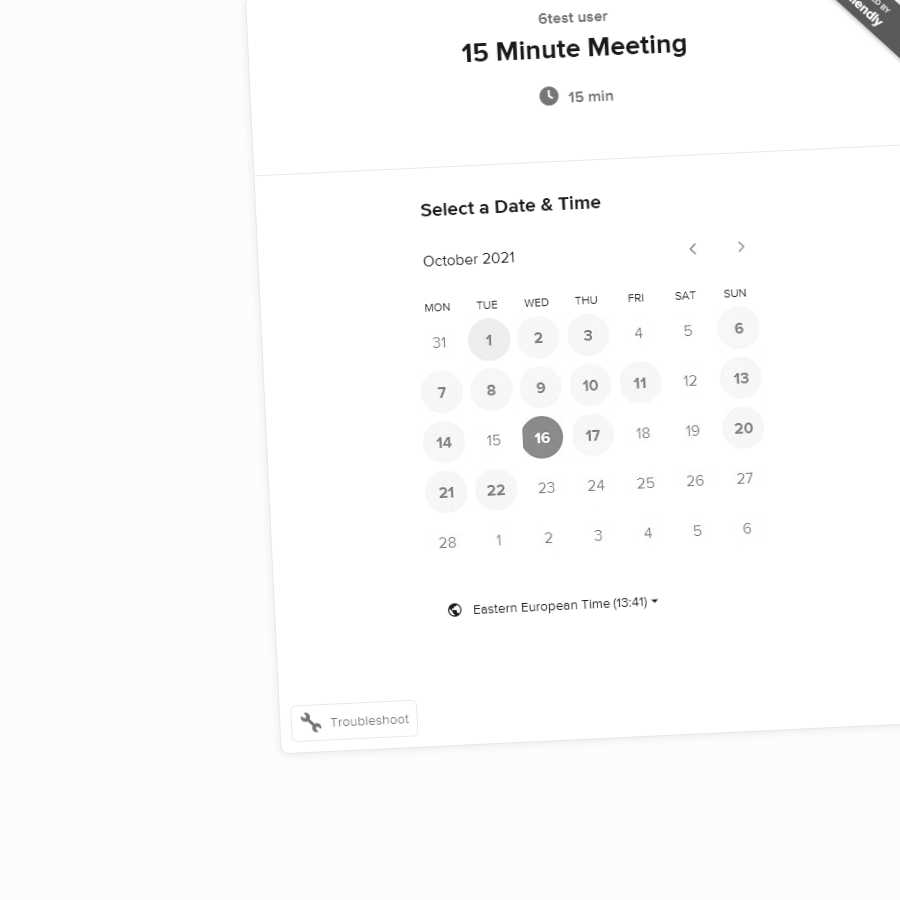 6test user
15 Minute Meeting
15 min
Select a Date & Time
October 2021
MON TUE WED THU FRI SAT SUN
31 1 2 3 4 5 6
7 8 9 10 11 12 13
14 15 16 17 18 19 20
21 22 23 24 25 26 27
28 1 2 3 4 5 6
Eastern European Time (13:41)
Troubleshoot